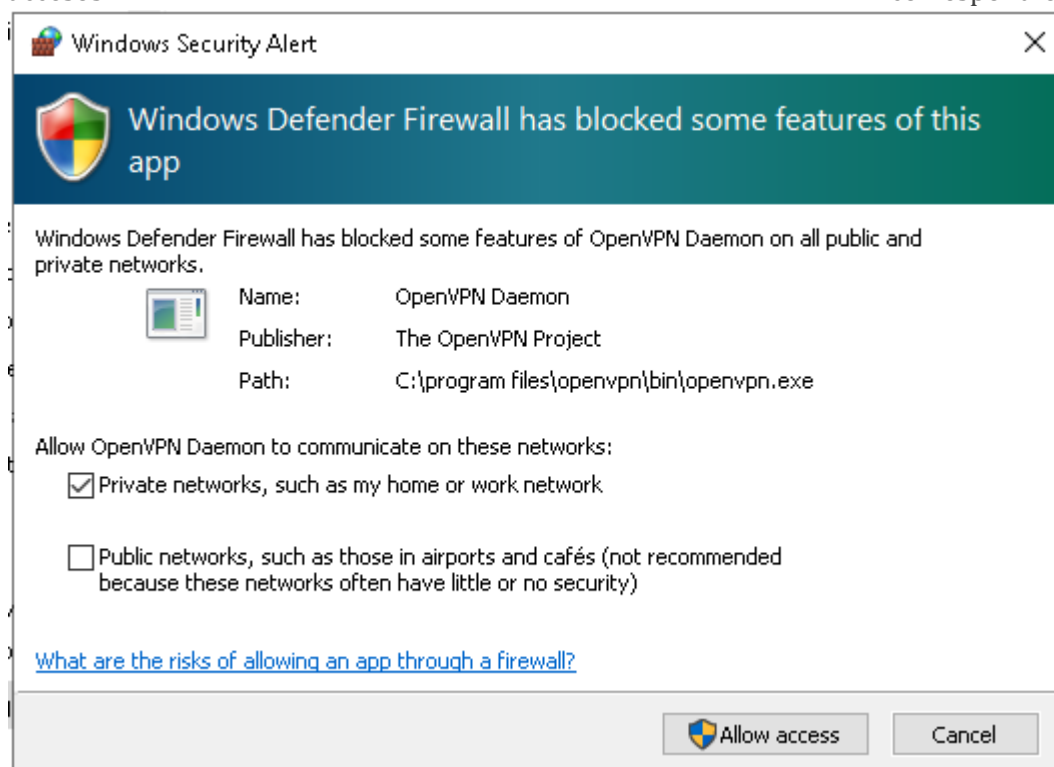 Windows Security Alert
Windows Defender Firewall has blocked some features of this
app
Windows Defender Firewall has blocked some features of OpenVPN Daemon on all public and
private networks.
Name: OpenVPN Daemon
Publisher: The OpenVPN Project
Path: C:\program files\openvpn\bin\openvpn.exe
Allow OpenVPN Daemon to communicate on these networks:
Private networks, such as my home or work network
Public networks, such as those in airports and cafés (not recommended
because these networks often have little or no security)
What are the risks of allowing an app through a firewall?
Allow access Cancel